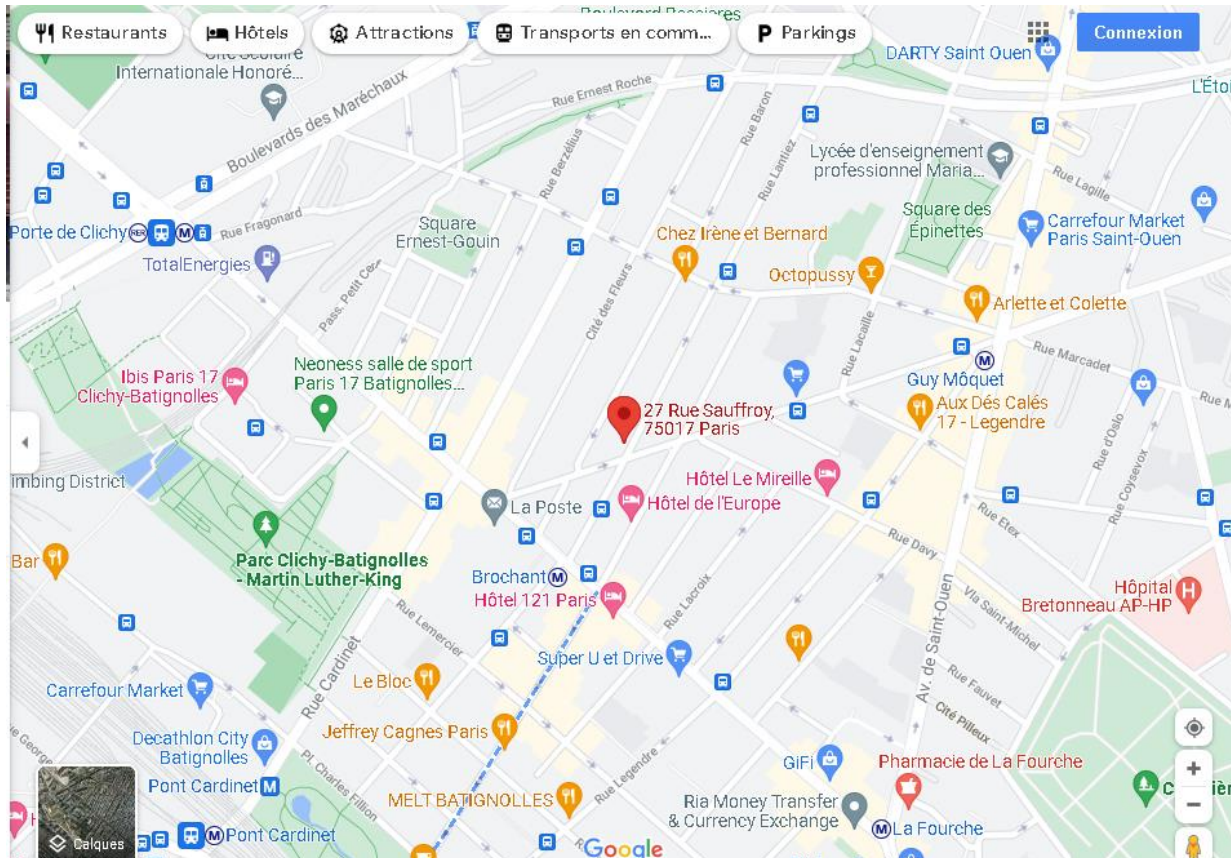 Boulevard Bessières
Restaurants
Hôtels
Attractions
Transports en comm...
Parkings
Connexion
Cité Scolaire
Internationale Honoré...
DARTY Saint Ouen
L'Étoi
Rue Ernest Roche
Boulevards des Maréchaux
Rue Baron
Rue Lantiez
Rue Berzélius
Lycée d'enseignement
professionnel Maria...
Rue Lagille
Porte de Clichy
RER
M
Rue Fragonard
Square
Ernest-Gouin
Square des
Épinettes
Carrefour Market
Paris Saint-Ouen
TotalEnergies
Chez Irène et Bernard
Octopussy
Arlette et Colette
Pass. Petit Cerf
Cité des Fleurs
Rue Lacaille
Rue Marcadet
M
Guy Môquet
Neoness salle de sport
Paris 17 Batignolles...
Ibis Paris 17
Clichy-Batignolles
27 Rue Sauffroy,
75017 Paris
Aux Dés Calés
17 - Legendre
Rue M
Rue d'Oslo
Rue Coysevox
imbing District
Hôtel Le Mireille
La Poste
Hôtel de l'Europe
Rue Etex
Rue Davy
Bar
Parc Clichy-Batignolles
- Martin Luther-King
Brochant M
Hôtel 121 Paris
Hôpital
Bretonneau AP-HP
H
Rue Lacroix
Via Saint-Michel
Rue Lemercier
Rue Cardinet
Super U et Drive
Av. de Saint-Ouen
Rue Fauvet
Cité Pilleux
Carrefour Market
Le Bloc
Jeffrey Cagnes Paris
ue George
Decathlon City
Batignolles
Pl. Charles Fillion
Rue Legendre
GiFi
Pharmacie de La Fourche
Pont Cardinet M
MELT BATIGNOLLES
Ria Money Transfer
& Currency Exchange
M Pont Cardinet
M La Fourche
Calques
Google